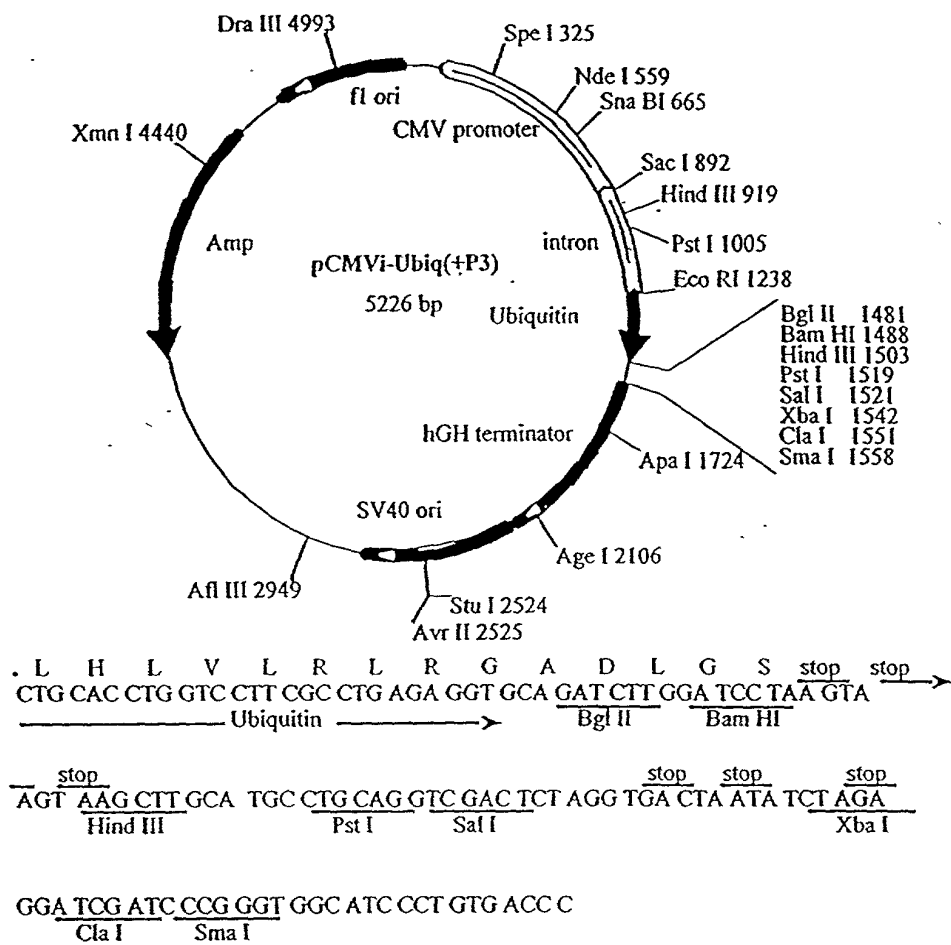 Dra III 4993
Spe I 325
Nde I 559
Sna BI 665
f1 ori
CMV promoter
Xmn I 4440
Sac I 892
Hind III 919
Amp
intron
Pst I 1005
pCMVi-Ubiq(+P3)
5226 bp
Eco RI 1238
Ubiquitin
Bgl II 1481
Bam HI 1488
Hind III 1503
Pst I 1519
Sal I 1521
Xba I 1542
Cla I 1551
Sma I 1558
hGH terminator
Apa I 1724
SV40 ori
Age I 2106
Afl III 2949
Stu I 2524
Avr II 2525
. L H L V L R L R G A D L G S stop stop
CTG CAC CTG GTC CTT CGC CTG AGA GGT GCA GAT CTT GGA TCC TAA AGTA
Ubiquitin Bgl II Bam HI
stop stop stop stop
AGT AAG CTT GCA TGC CTG CAG GTC GAC TCT AGG TGA CTA ATA TCT AGA
Hind III Pst I Sal I Xba I
GGA TCG ATC CCC GGG T GGC ATC CCT GTG ACC C
Cla I Sma I